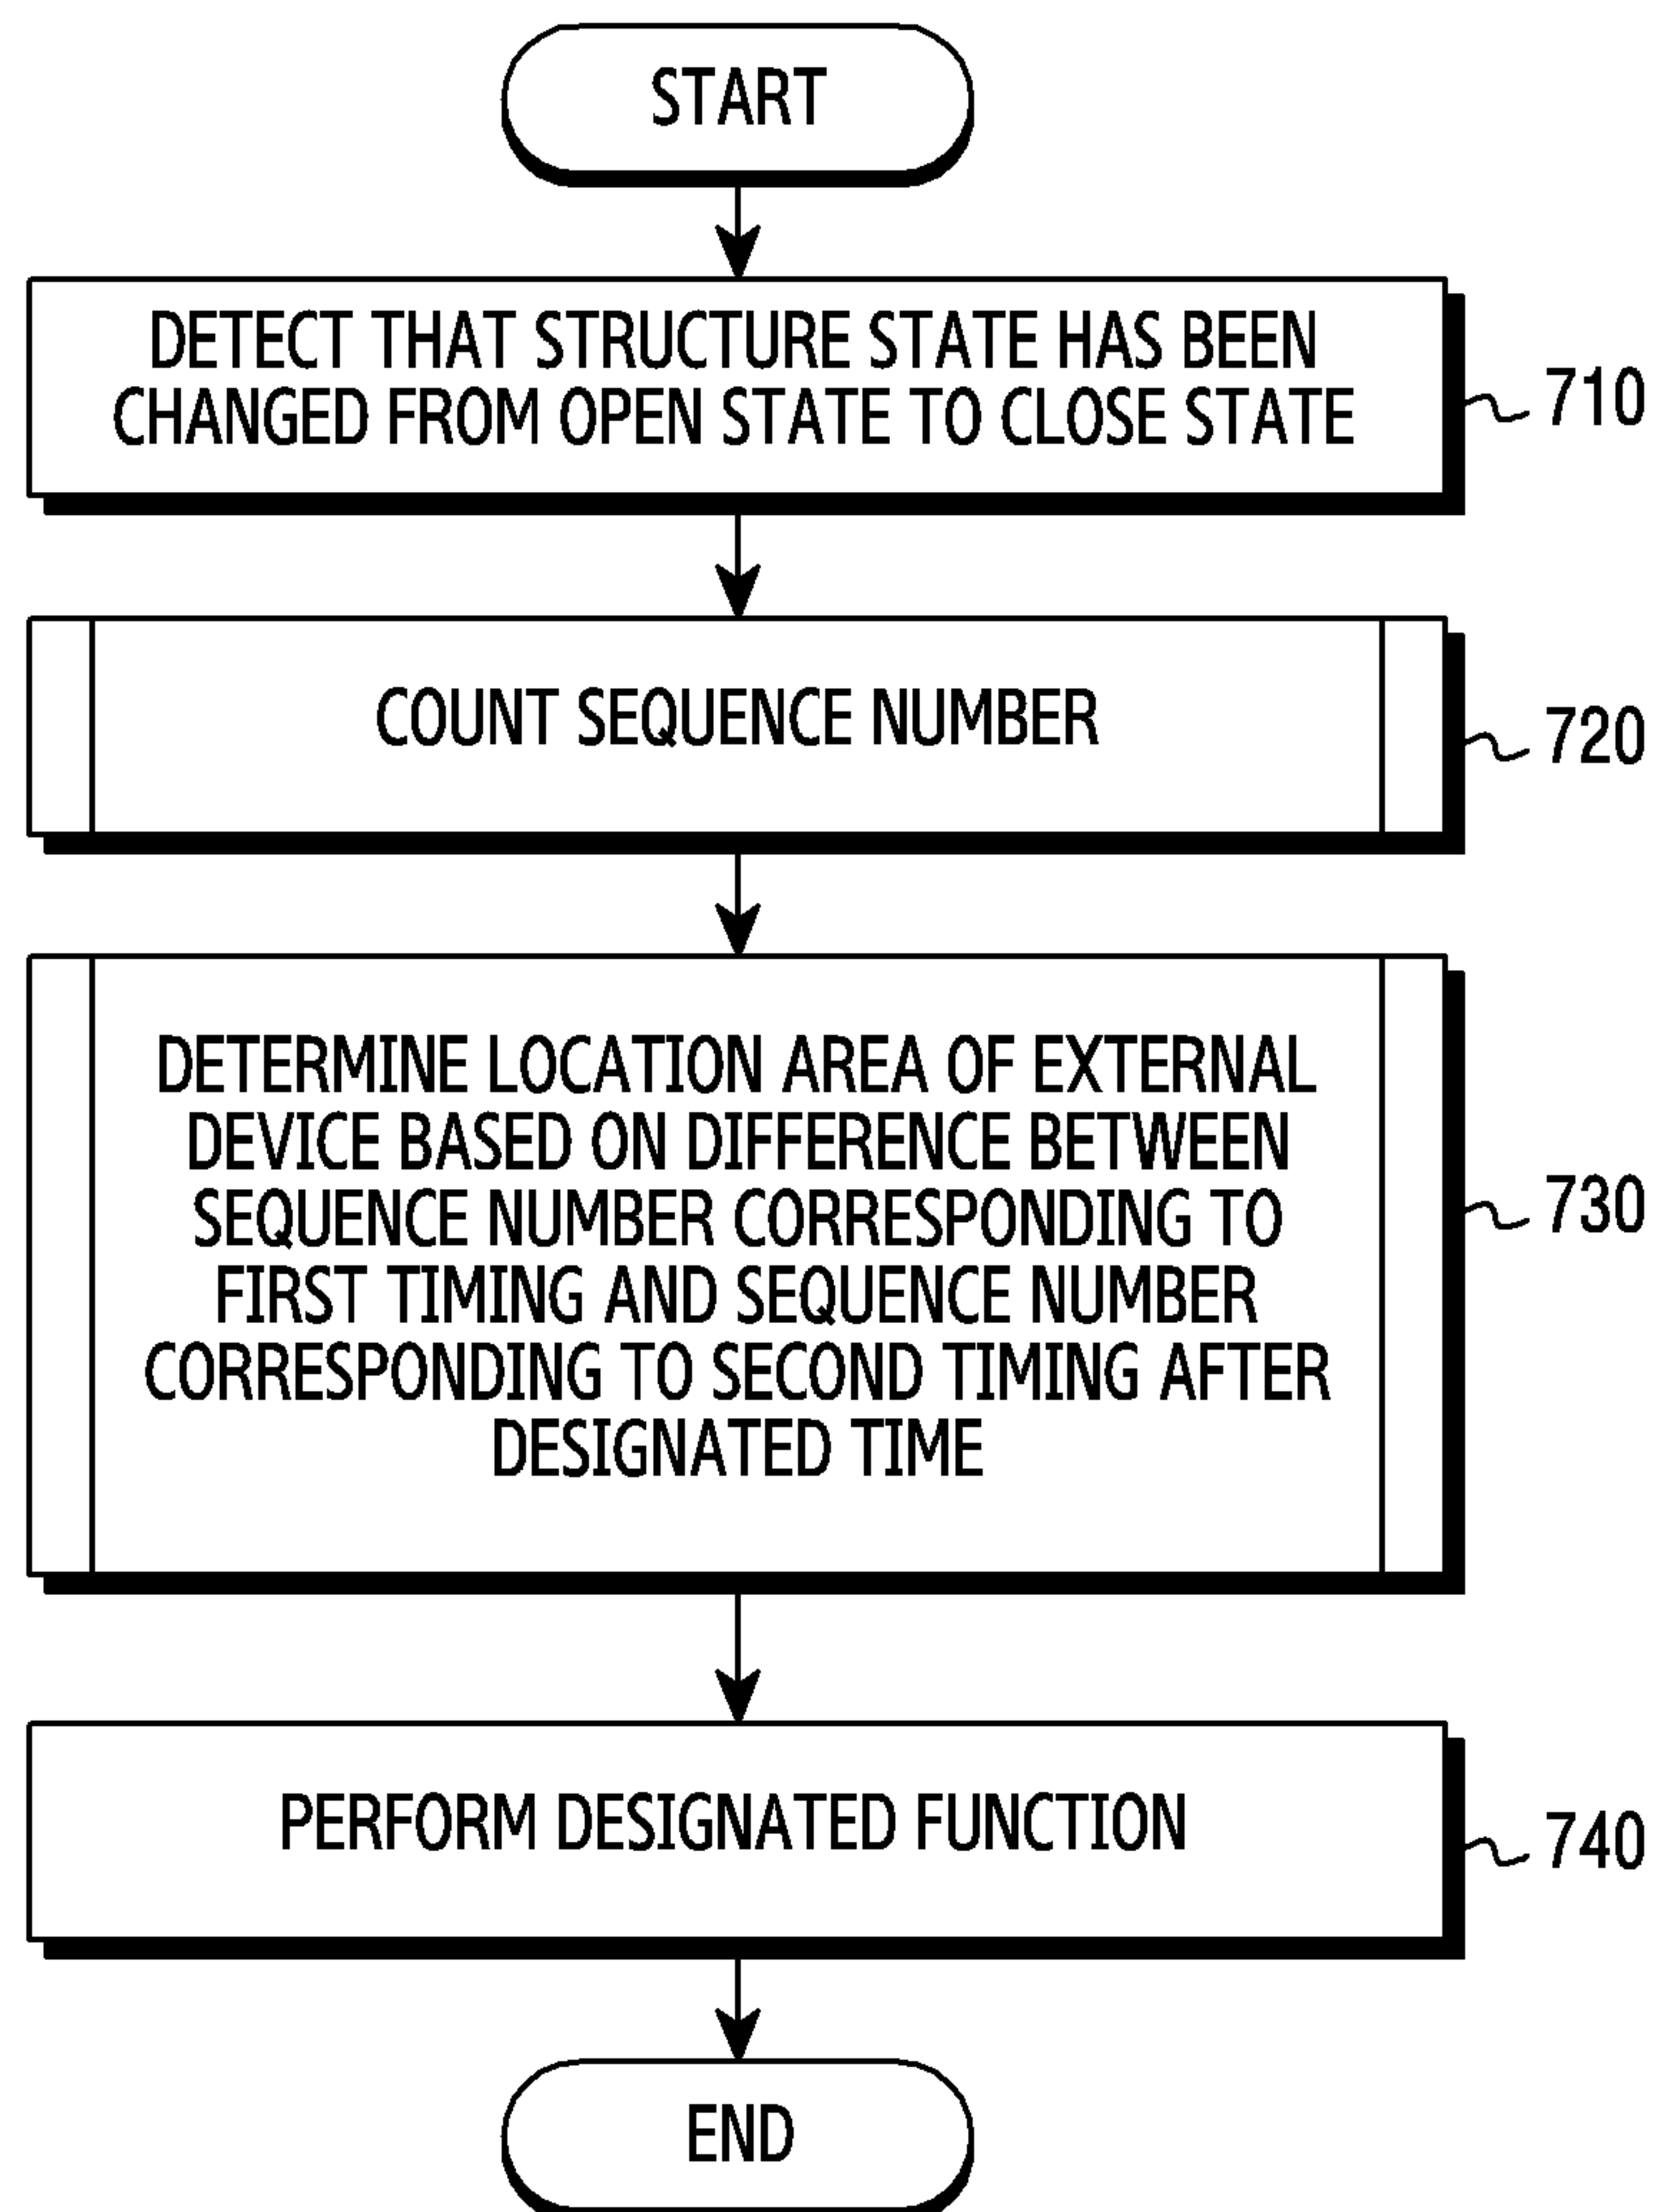 START
DETECT THAT STRUCTURE STATE HAS BEEN
CHANGED FROM OPEN STATE TO CLOSE STATE
710
COUNT SEQUENCE NUMBER
720
DETERMINE LOCATION AREA OF EXTERNAL
DEVICE BASED ON DIFFERENCE BETWEEN
SEQUENCE NUMBER CORRESPONDING TO
FIRST TIMING AND SEQUENCE NUMBER
CORRESPONDING TO SECOND TIMING AFTER
DESIGNATED TIME
730
PERFORM DESIGNATED FUNCTION
740
END